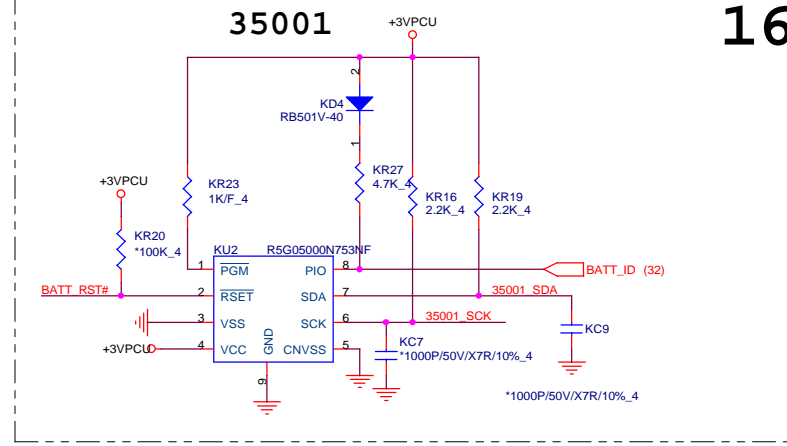 35001
16
+3VPCU
2
KD4
RB501V-40
1
+3VPCU
KR23
1K/F_4
KR27
4.7K_4
KR16
2.2K_4
KR19
2.2K_4
KR20
*100K_4
KU2
R5G05000N753NF
1
PGM
PIO
8
BATT_ID (32)
BATT_RST#
2
RSET
SDA
7
35001_SDA
3
VSS
SCK
6
35001_SCK
+3VPCU
4
VCC
GND
CNVSS
5
9
KC7
*1000P/50V/X7R/10%_4
KC9
*1000P/50V/X7R/10%_4